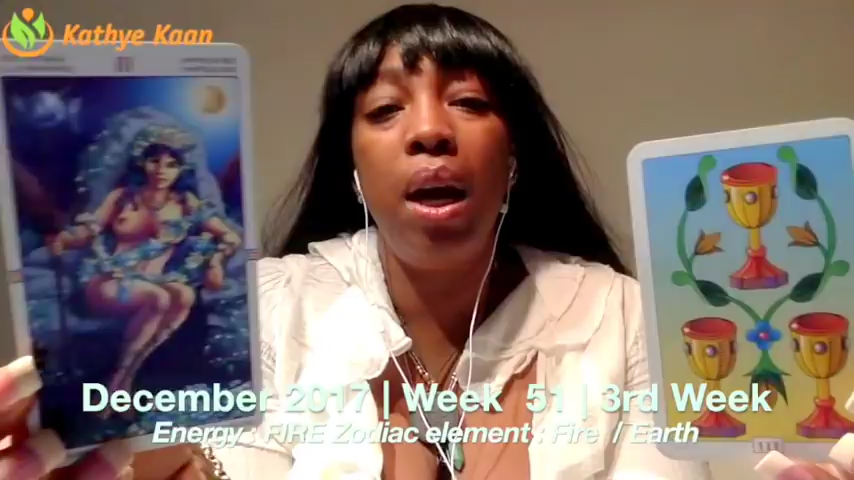 Kathye Kaan
December 2017 | Week 51 | 3rd Week
Energy : FIRE Zodiac element : Fire / Earth